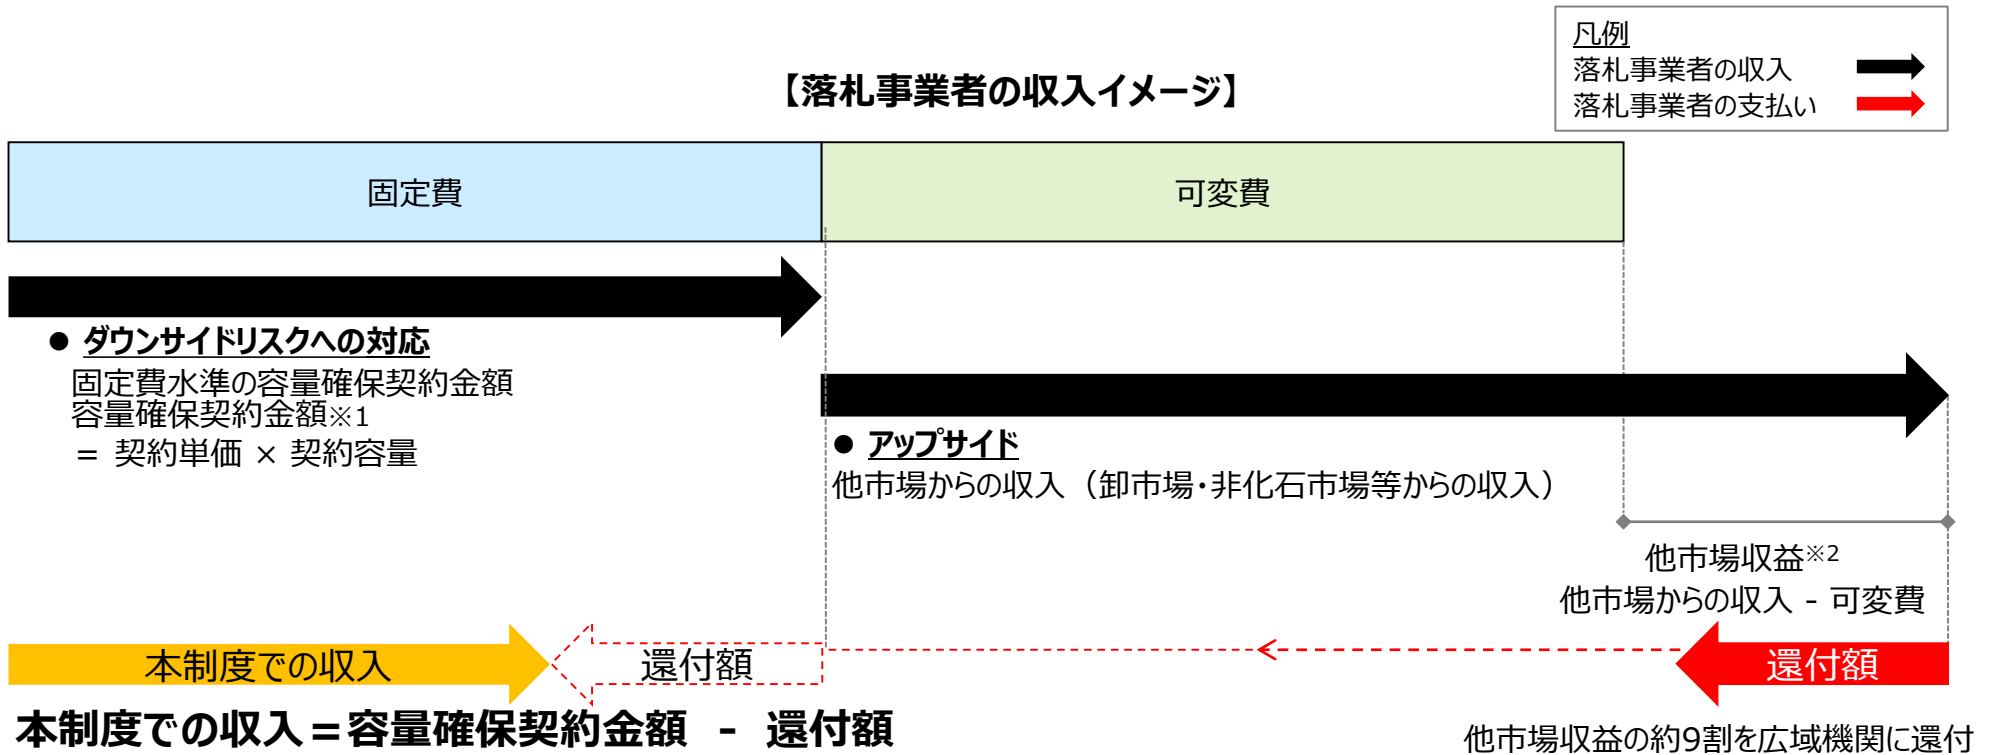 凡例
落札事業者の収入
落札事業者の支払い
【落札事業者の収入イメージ】
固定費
可変費
● ダウンサイドリスクへの対応
固定費水準の容量確保契約金額
容量確保契約金額※1
= 契約単価 × 契約容量
● アップサイド
他市場からの収入（卸市場・非化石市場等からの収入）
他市場収益※2
他市場からの収入 - 可変費
本制度での収入
還付額
還付額
本制度での収入＝容量確保契約金額 - 還付額
他市場収益の約9割を広域機関に還付